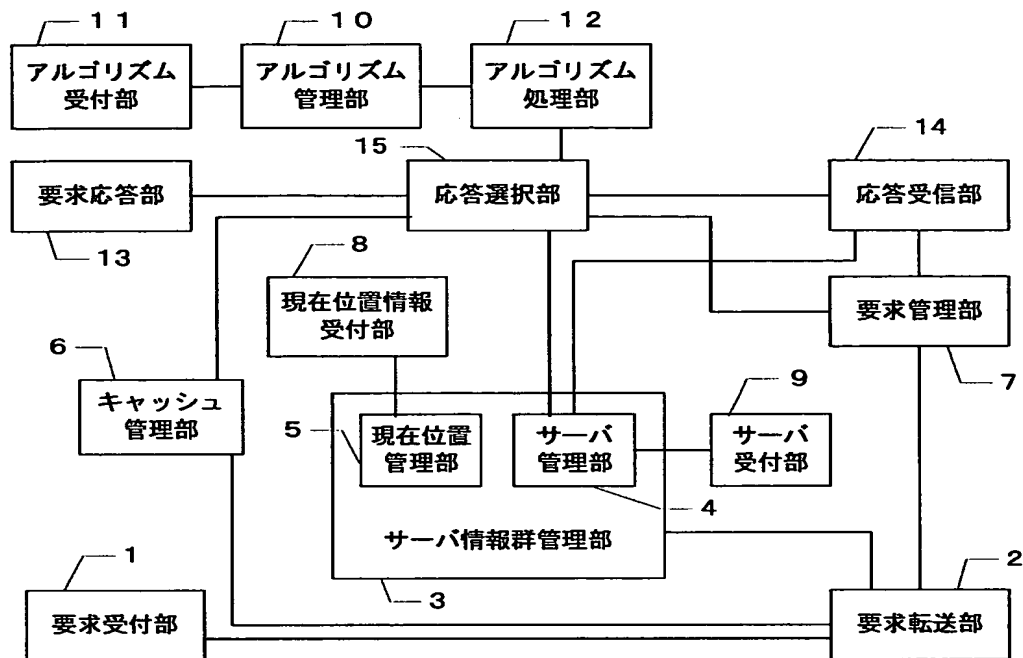 11
10
12
アルゴリズム
受付部
アルゴリズム
管理部
アルゴリズム
処理部
15
14
要求応答部
応答選択部
応答受信部
13
8
現在位置情報
受付部
要求管理部
7
6
キャッシュ
管理部
9
5
現在位置
管理部
サーバ
管理部
サーバ
受付部
4
サーバ情報群管理部
3
1
2
要求受付部
要求転送部